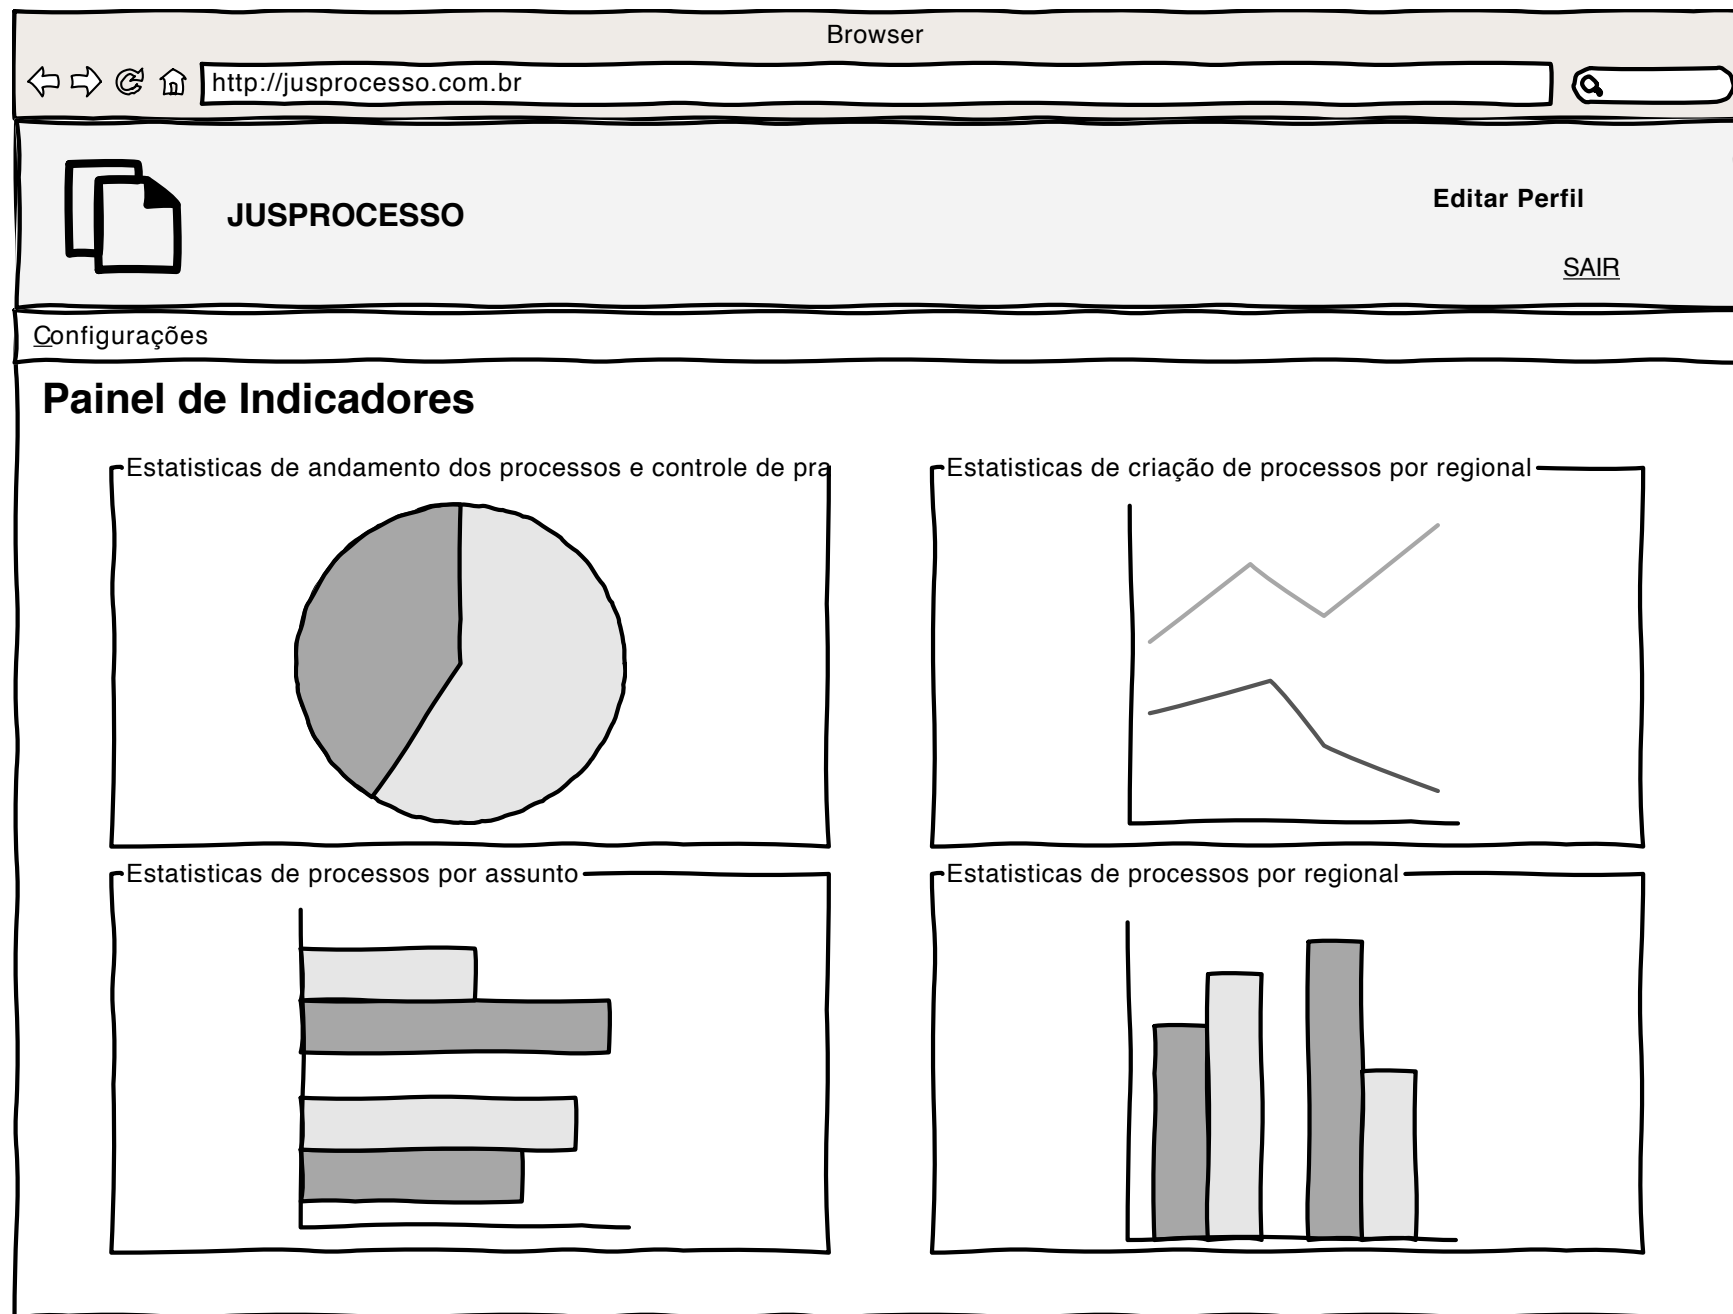 Browser
http://jusprocesso.com.br
JUSPROCESSO
Editar Perfil
SAIR
Configurações
Painel de Indicadores
Estatisticas de andamento dos processos e controle de pra
Estatisticas de criação de processos por regional
Estatisticas de processos por assunto
Estatisticas de processos por regional